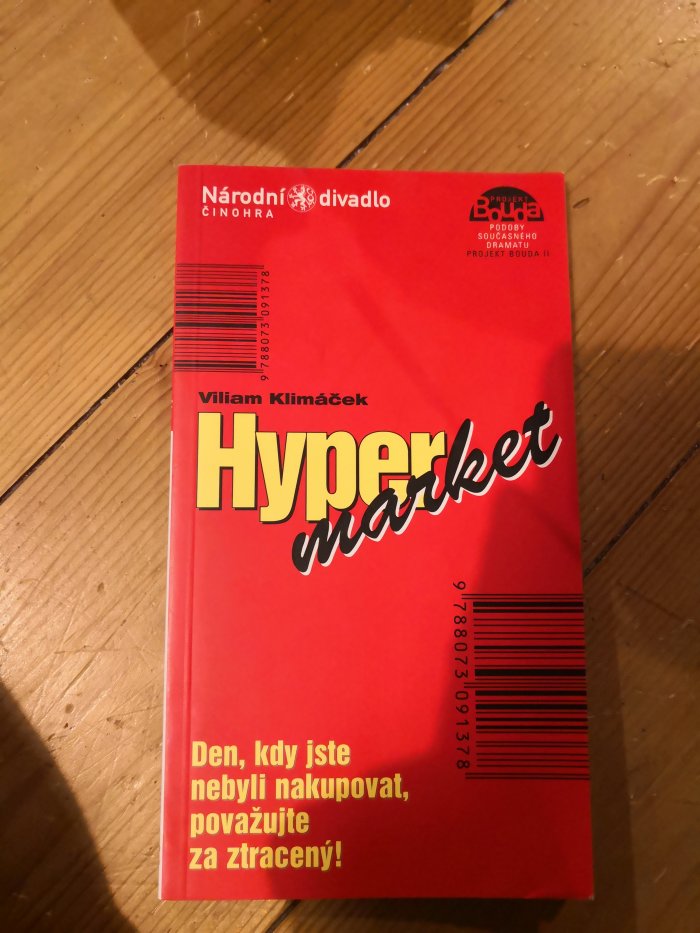 Národní divadlo
ČINOHRA
PROJEKT
Bouda
PODOBY
SOUČASNÉHO
DRAMATU
PROJEKT BOUDA II
9 788073 091378
Viliam Klimáček
Hyper
market
9 788073 091378
Den, kdy jste
nebyli nakupovat,
považujte
za ztracený!